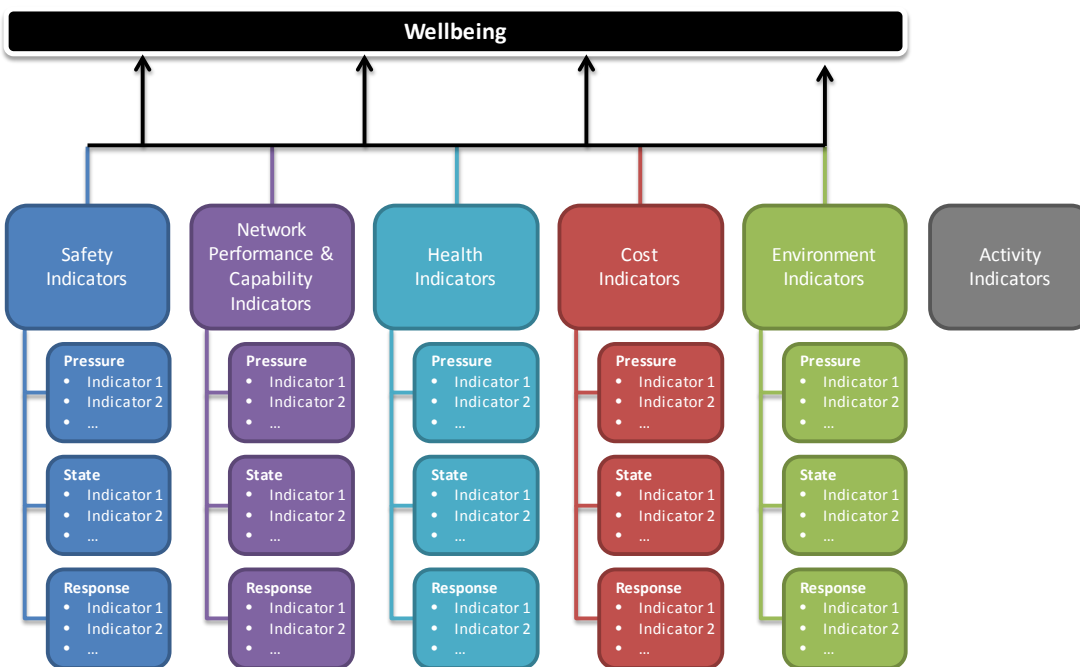 Wellbeing
Safety
Indicators
Network
Performance &
Capability
Indicators
Health
Indicators
Cost
Indicators
Environment
Indicators
Activity
Indicators
Pressure
• Indicator 1
• Indicator 2
• ...
State
• Indicator 1
• Indicator 2
• ...
Response
• Indicator 1
• Indicator 2
• ...
Pressure
• Indicator 1
• Indicator 2
• ...
State
• Indicator 1
• Indicator 2
• ...
Response
• Indicator 1
• Indicator 2
• ...
Pressure
• Indicator 1
• Indicator 2
• ...
State
• Indicator 1
• Indicator 2
• ...
Response
• Indicator 1
• Indicator 2
• ...
Pressure
• Indicator 1
• Indicator 2
• ...
State
• Indicator 1
• Indicator 2
• ...
Response
• Indicator 1
• Indicator 2
• ...
Pressure
• Indicator 1
• Indicator 2
• ...
State
• Indicator 1
• Indicator 2
• ...
Response
• Indicator 1
• Indicator 2
• ...